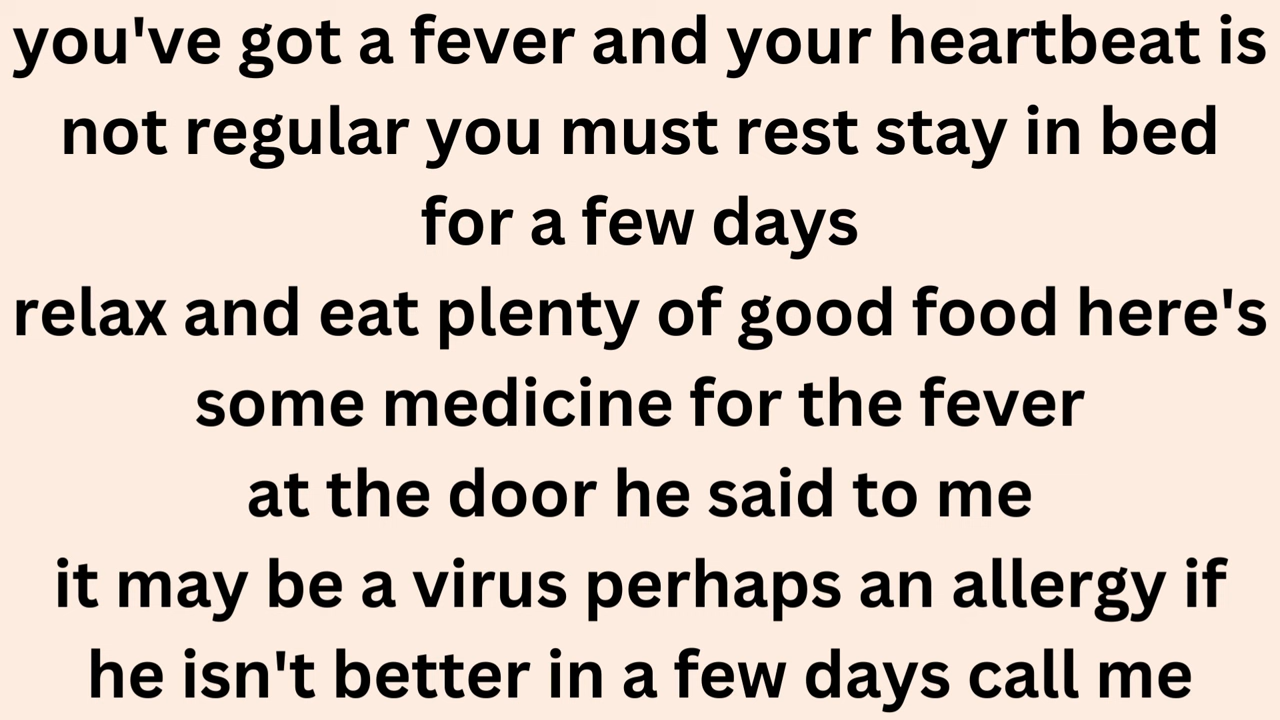 you've got a fever and your heartbeat is
not regular you must rest stay in bed
for a few days
relax and eat plenty of good food here's
some medicine for the fever
at the door he said to me
it may be a virus perhaps an allergy if
he isn't better in a few days call me